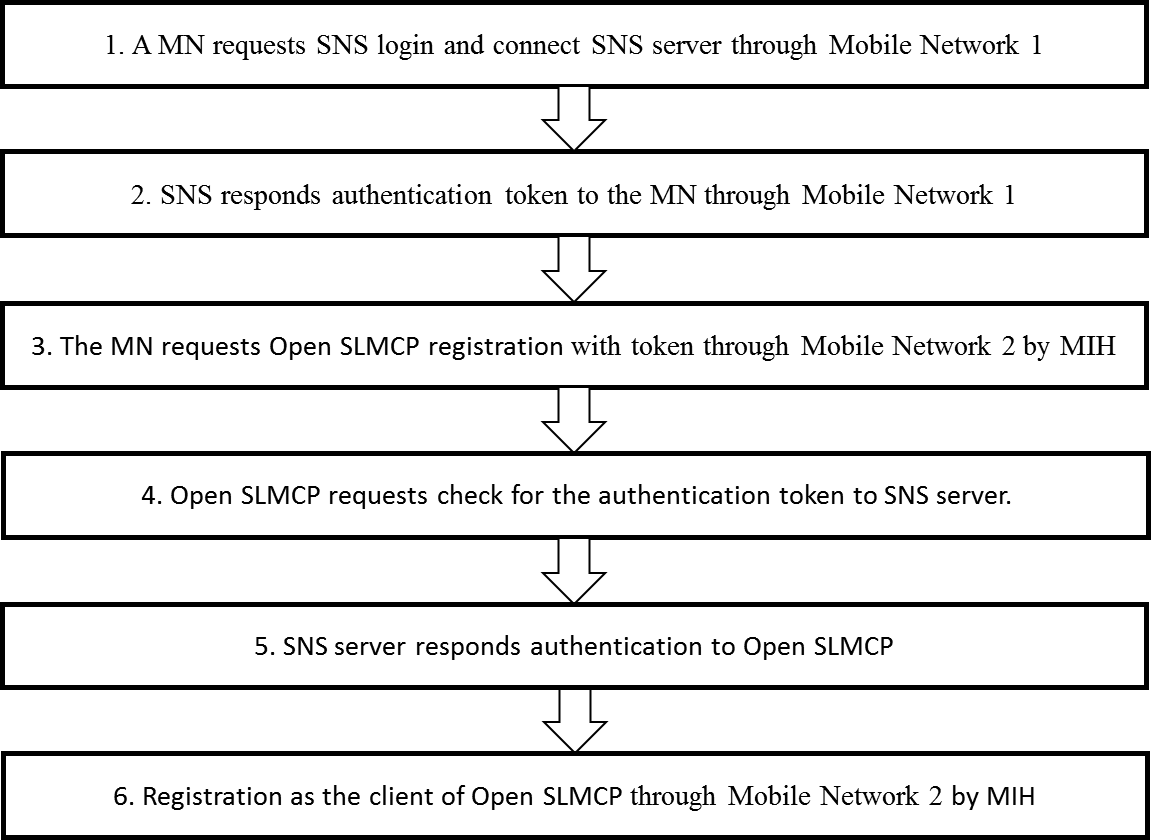 1. A MN requests SNS login and connect SNS server through Mobile Network 1
2. SNS responds authentication token to the MN through Mobile Network 1
3. The MN requests Open SLMCP registration with token through Mobile Network 2 by MIH
4. Open SLMCP requests check for the authentication token to SNS server.
5. SNS server responds authentication to Open SLMCP
6. Registration as the client of Open SLMCP through Mobile Network 2 by MIH